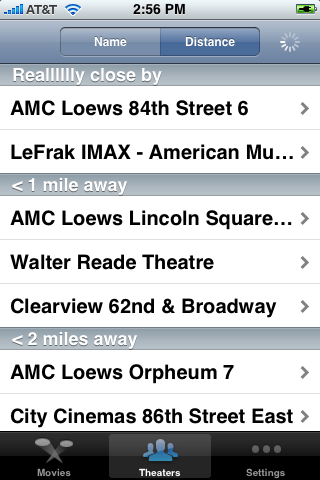 AT&T 2:56 PM
Name Distance
Realllllly close by
AMC Loews 84th Street 6
LeFrak IMAX - American Mu...
< 1 mile away
AMC Loews Lincoln Square...
Walter Reade Theatre
Clearview 62nd & Broadway
< 2 miles away
AMC Loews Orpheum 7
City Cinemas 86th Street East
Movies Theaters Settings